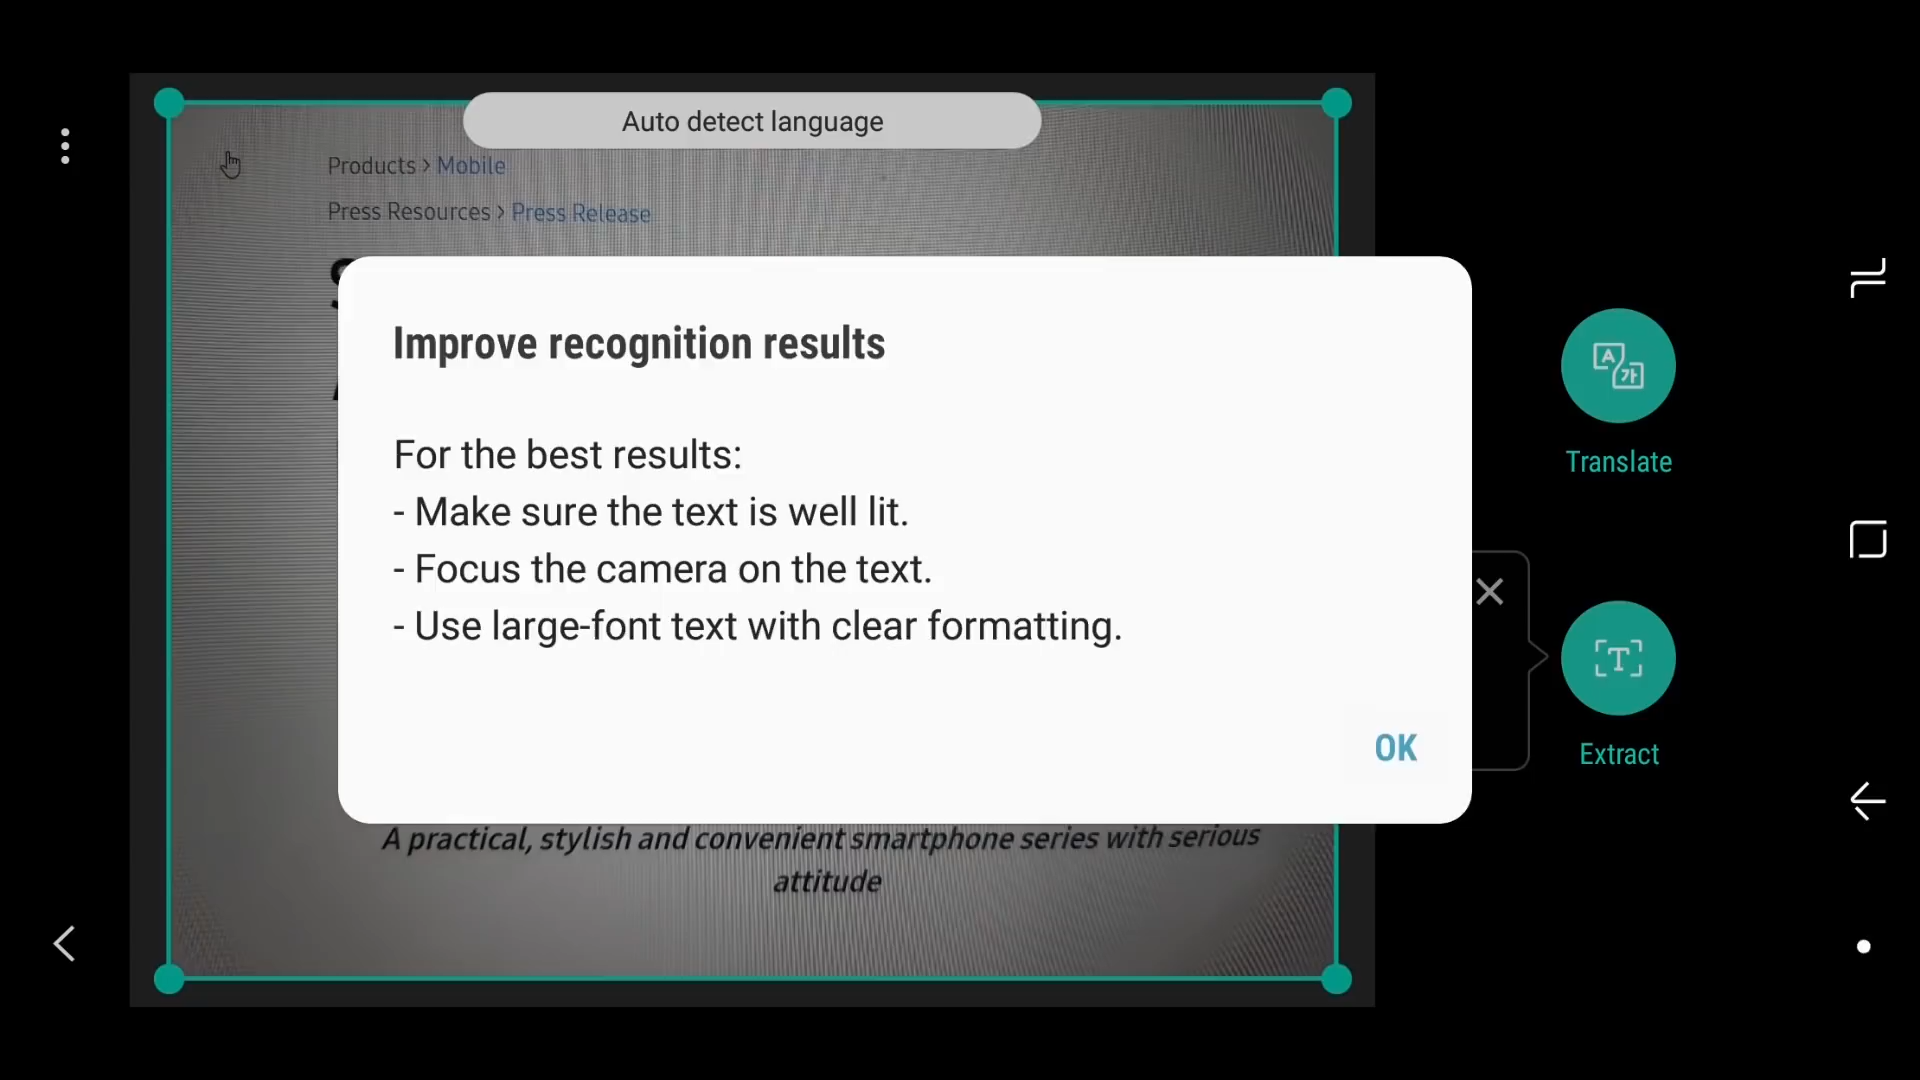 Auto detect language
Products > Mobile
Press Resources > Press Release
Improve recognition results
For the best results:
- Make sure the text is well lit.
- Focus the camera on the text.
- Use large-font text with clear formatting.
OK
Translate
Extract
A practical, stylish and convenient smartphone series with serious
attitude